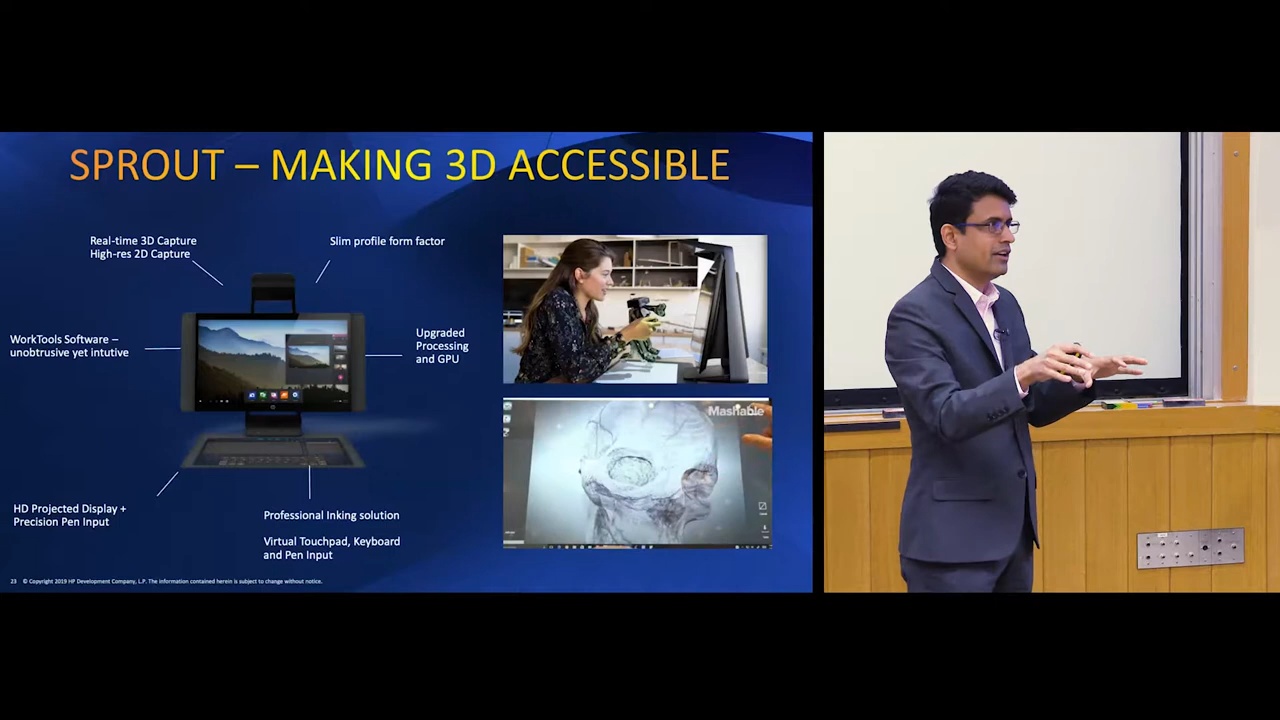 SPROUT – MAKING 3D ACCESSIBLE
Real-time 3D Capture
High-res 2D Capture
Slim profile form factor
WorkTools Software –
unobtrusive yet intutive
Upgraded
Processing
and GPU
Mashable
HD Projected Display +
Precision Pen Input
Professional Inking solution
Virtual Touchpad, Keyboard
and Pen Input
23 © Copyright 2019 HP Development Company, L.P. The information contained herein is subject to change without notice.